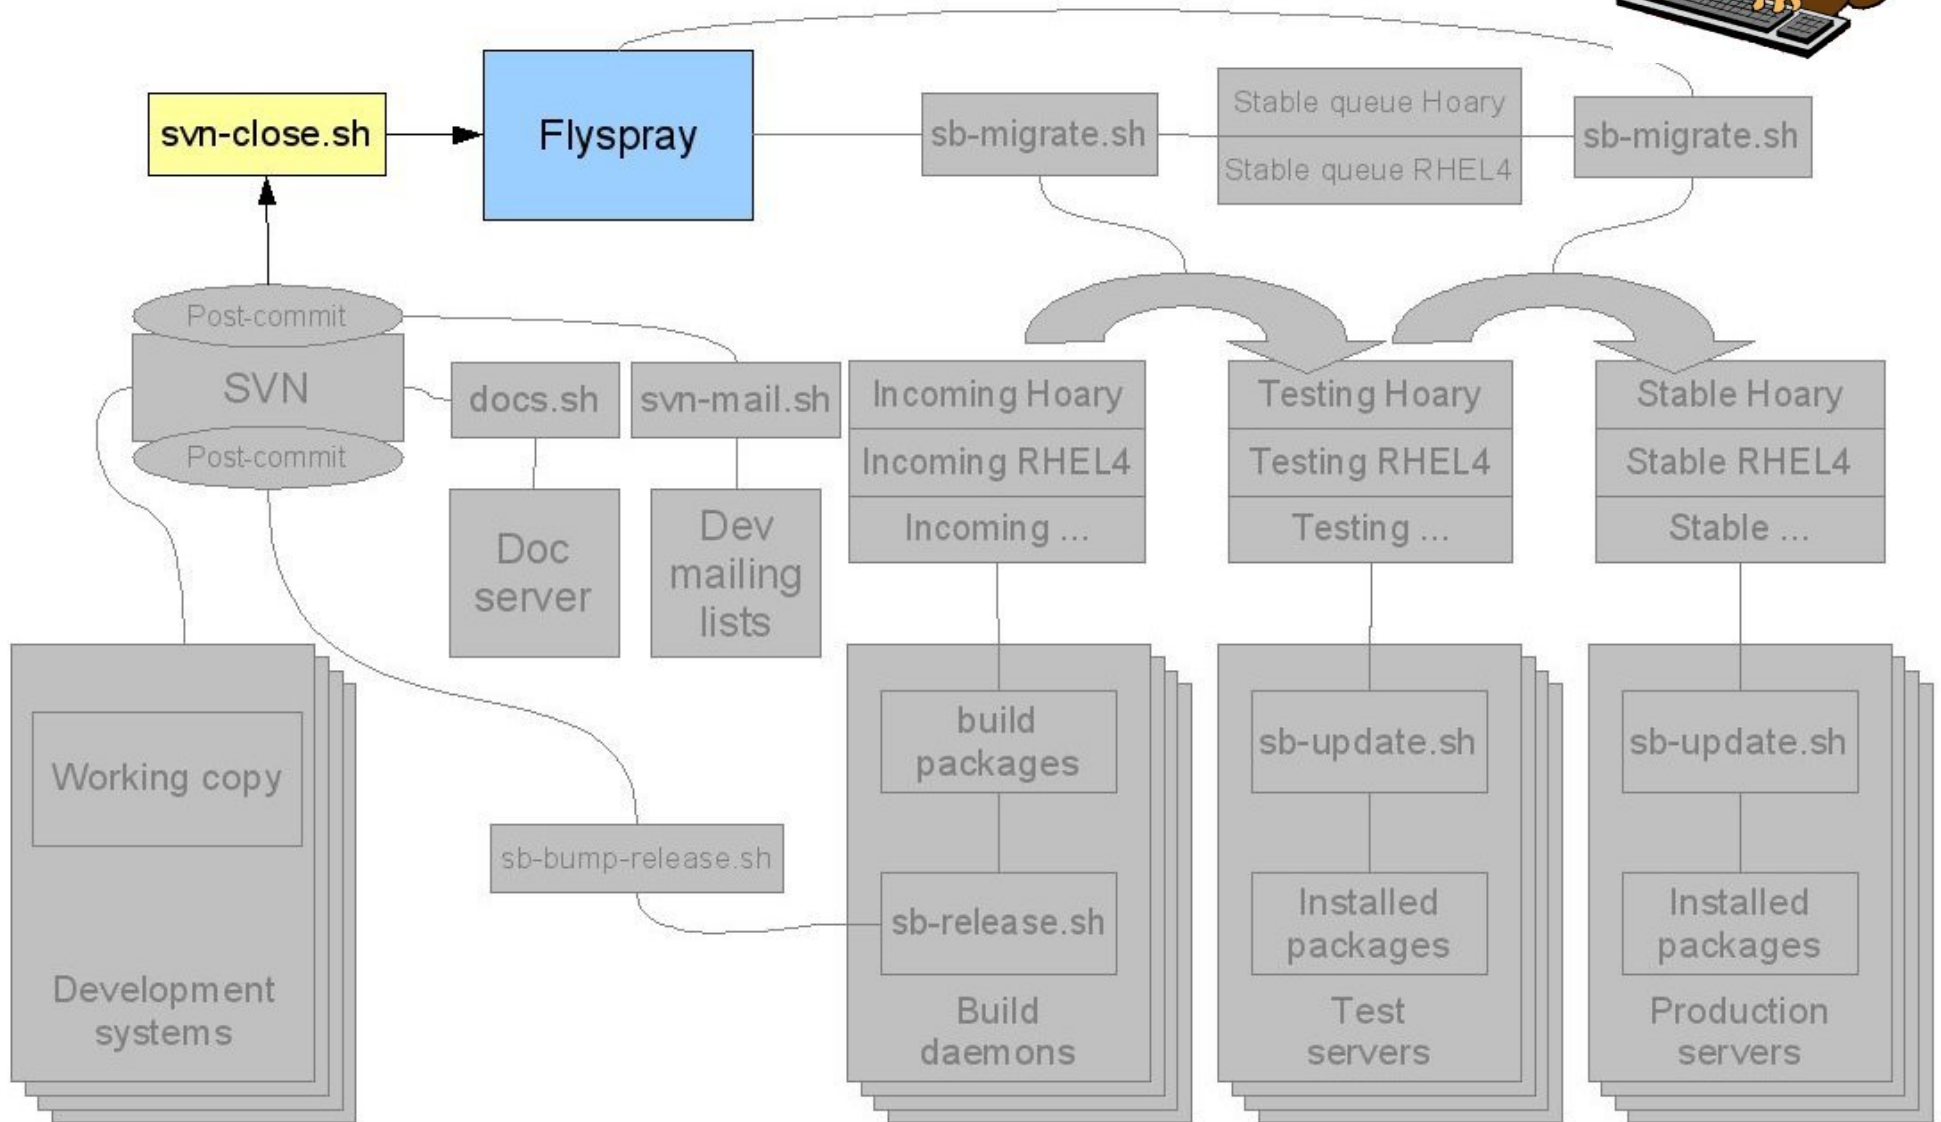 svn-close.sh
Flyspray
sb-migrate.sh
Stable queue Hoary
Stable queue RHEL4
sb-migrate.sh
Post-commit
SVN
Post-commit
docs.sh
svn-mail.sh
Doc
server
Dev
mailing
lists
Incoming Hoary
Incoming RHEL4
Incoming ...
Testing Hoary
Testing RHEL4
Testing ...
Stable Hoary
Stable RHEL4
Stable ...
Working copy
Development
systems
sb-bump-release.sh
build
packages
sb-release.sh
Build
daemons
sb-update.sh
Installed
packages
Test
servers
sb-update.sh
Installed
packages
Production
servers